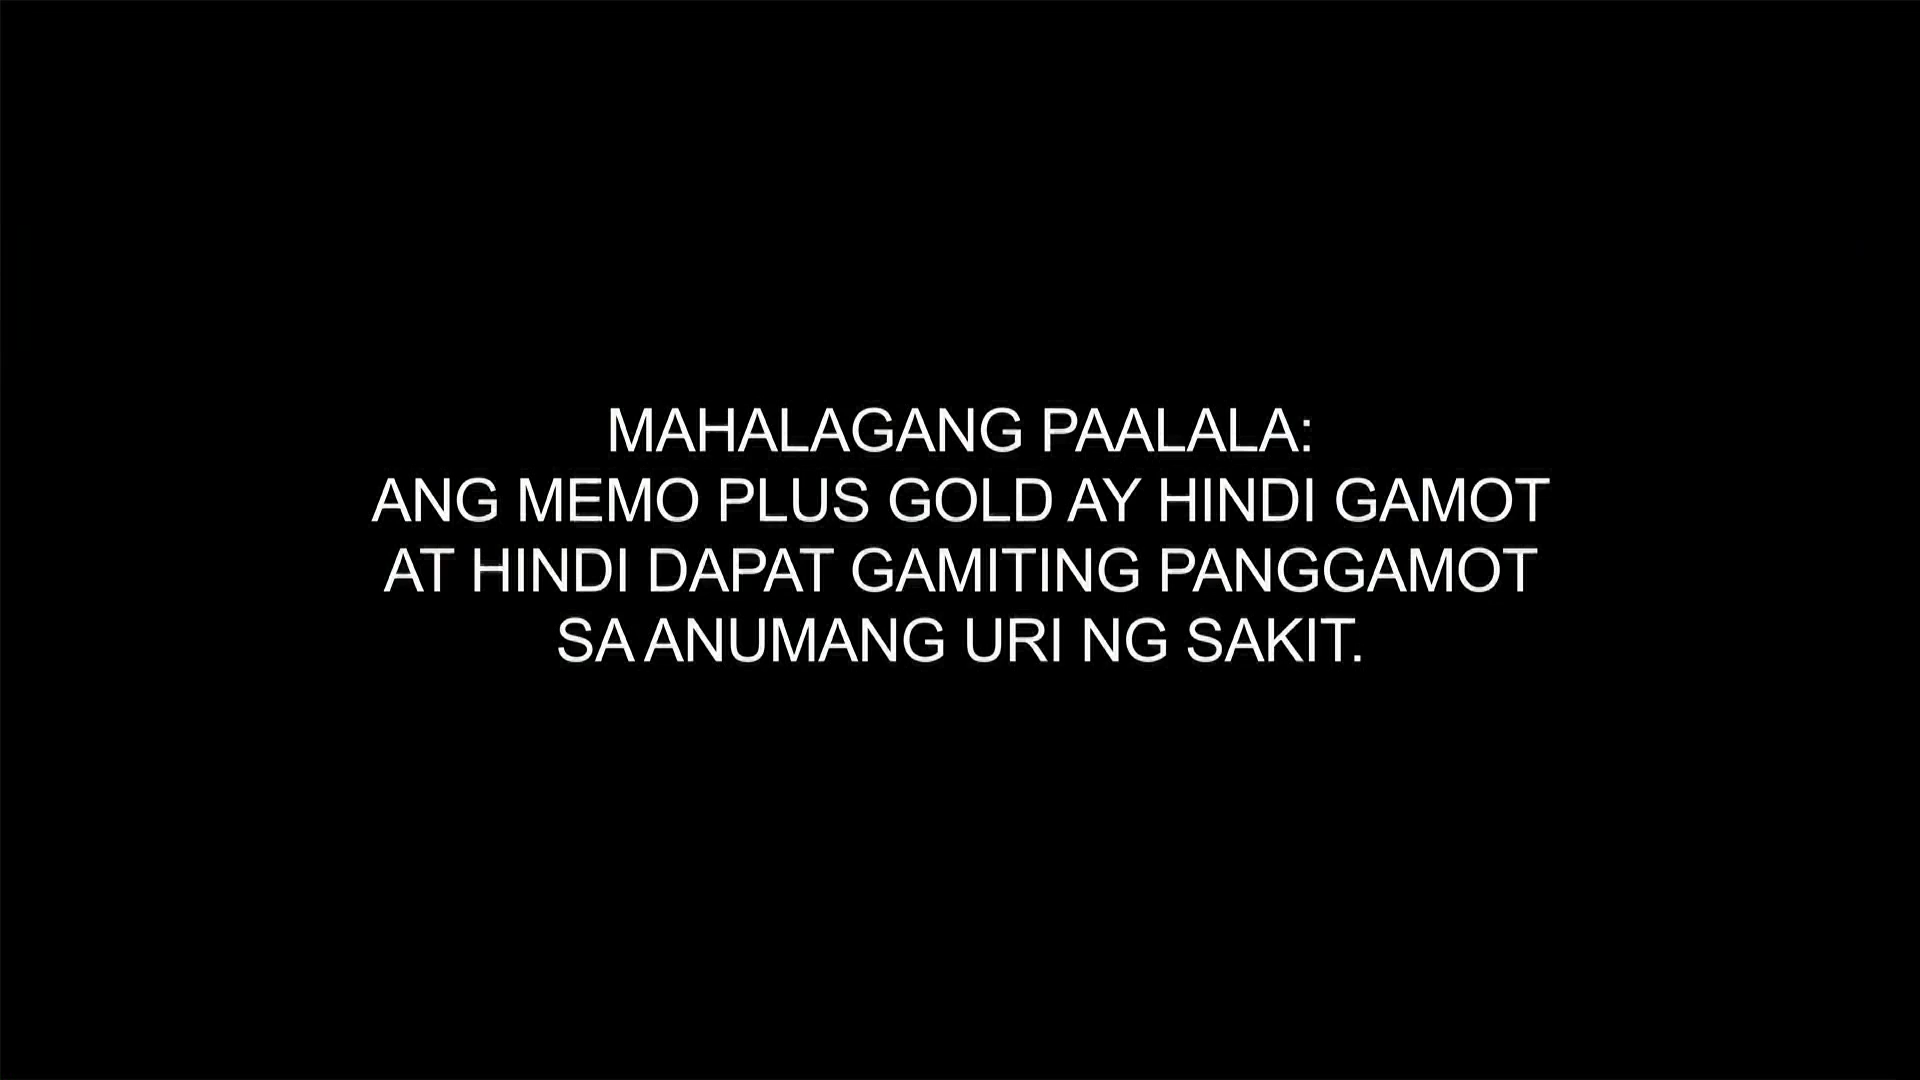 MAHALAGANG PAALALA:
ANG MEMO PLUS GOLD AY HINDI GAMOT
AT HINDI DAPAT GAMITING PANGGAMOT
SA ANUMANG URI NG SAKIT.